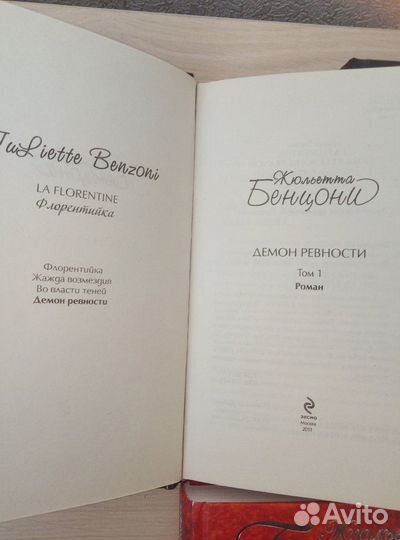 Juliette Benzoni
LA FLORENTINE
Флорентийка
Флорентийка
Жажда возмездия
Во власти теней
Демон ревности
Жюльетта
Бенцони
ДЕМОН РЕВНОСТИ
Том 1
Роман
ЭКСМО
Москва
Avito